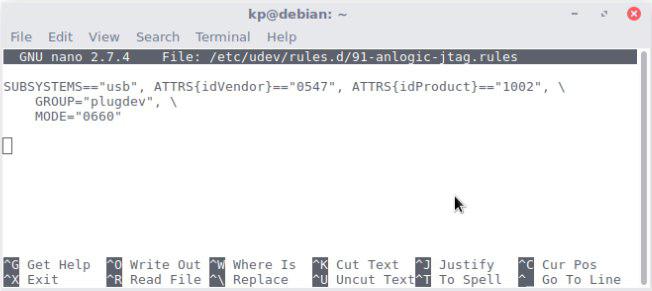 kp@debian: ~
File Edit View Search Terminal Help
GNU nano 2.7.4 File: /etc/udev/rules.d/91-anlogic-jtag.rules
SUBSYSTEMS=="usb", ATTRS{idVendor}=="0547", ATTRS{idProduct}=="1002", \
GROUP="plugdev", \
MODE="0660"
^G Get Help ^O Write Out ^W Where Is ^K Cut Text ^J Justify ^C Cur Pos
^X Exit ^R Read File ^\ Replace ^U Uncut Text ^T To Spell ^_ Go To Line